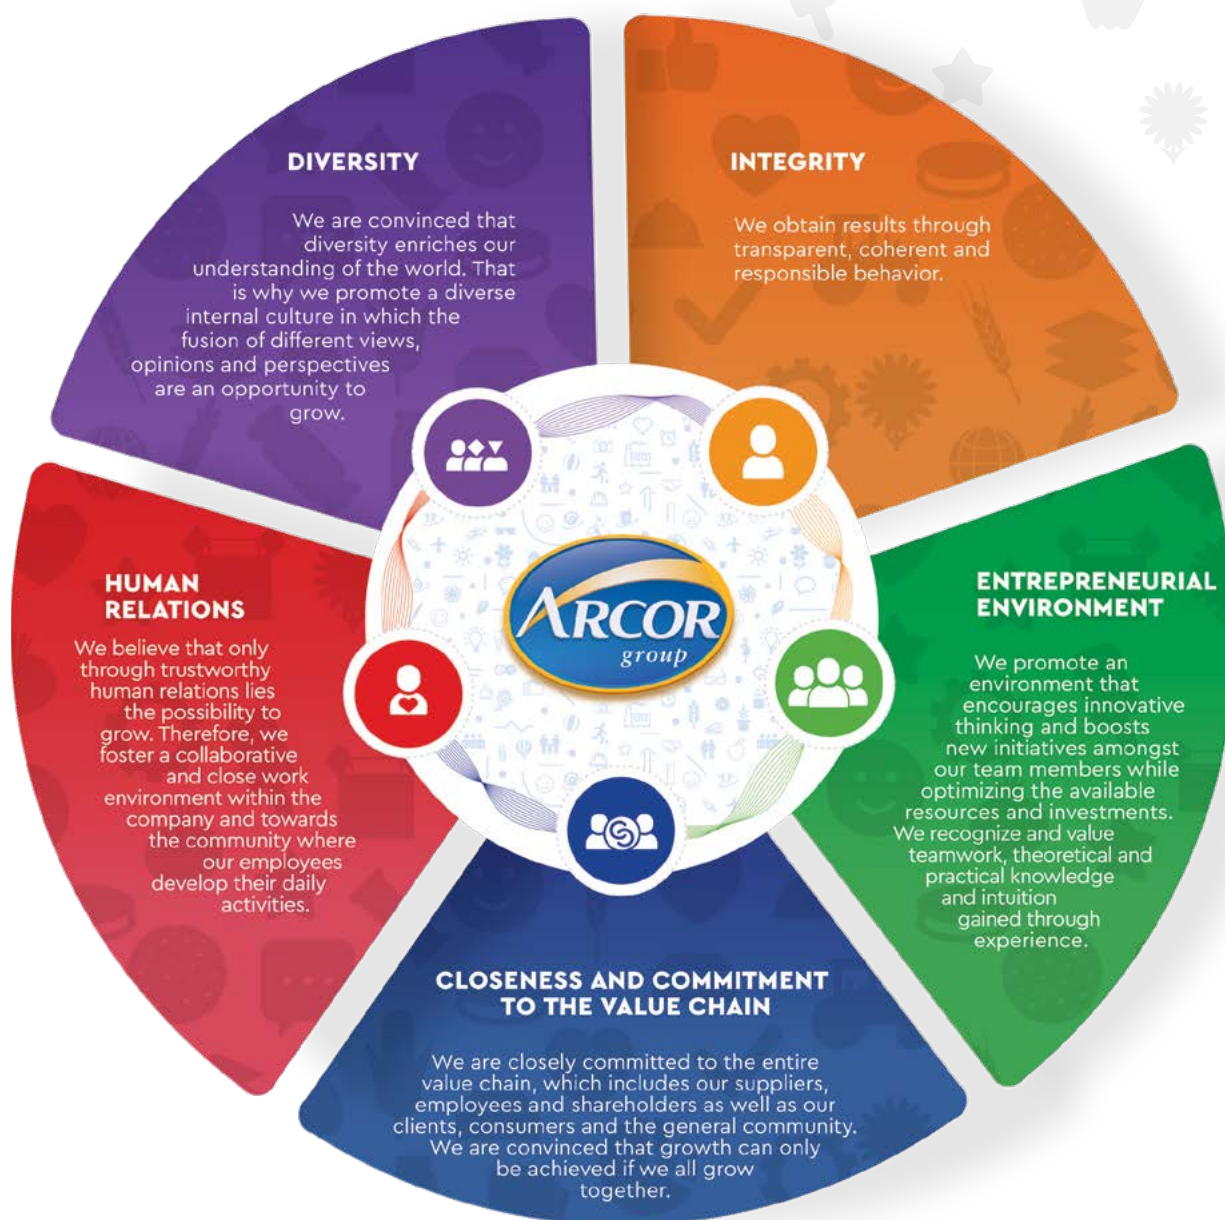 DIVERSITY
We are convinced that
diversity enriches our
understanding of the world. That
is why we promote a diverse
internal culture in which the
fusion of different views,
opinions and perspectives
are an opportunity to
grow.
INTEGRITY
We obtain results through
transparent, coherent and
responsible behavior.
HUMAN
RELATIONS
We believe that only
through trustworthy
human relations lies
the possibility to
grow. Therefore, we
foster a collaborative
and close work
environment within the
company and towards
the community where
our employees
develop their daily
activities.
ARCOR
group
ENTREPRENEURIAL
ENVIRONMENT
We promote an
environment that
encourages innovative
thinking and boosts
new initiatives amongst
our team members while
optimizing the available
resources and investments.
We recognize and value
teamwork, theoretical and
practical knowledge
and intuition
gained through
experience.
CLOSENESS AND COMMITMENT
TO THE VALUE CHAIN
We are closely committed to the entire
value chain, which includes our suppliers,
employees and shareholders as well as our
clients, consumers and the general community.
We are convinced that growth can only
be achieved if we all grow
together.